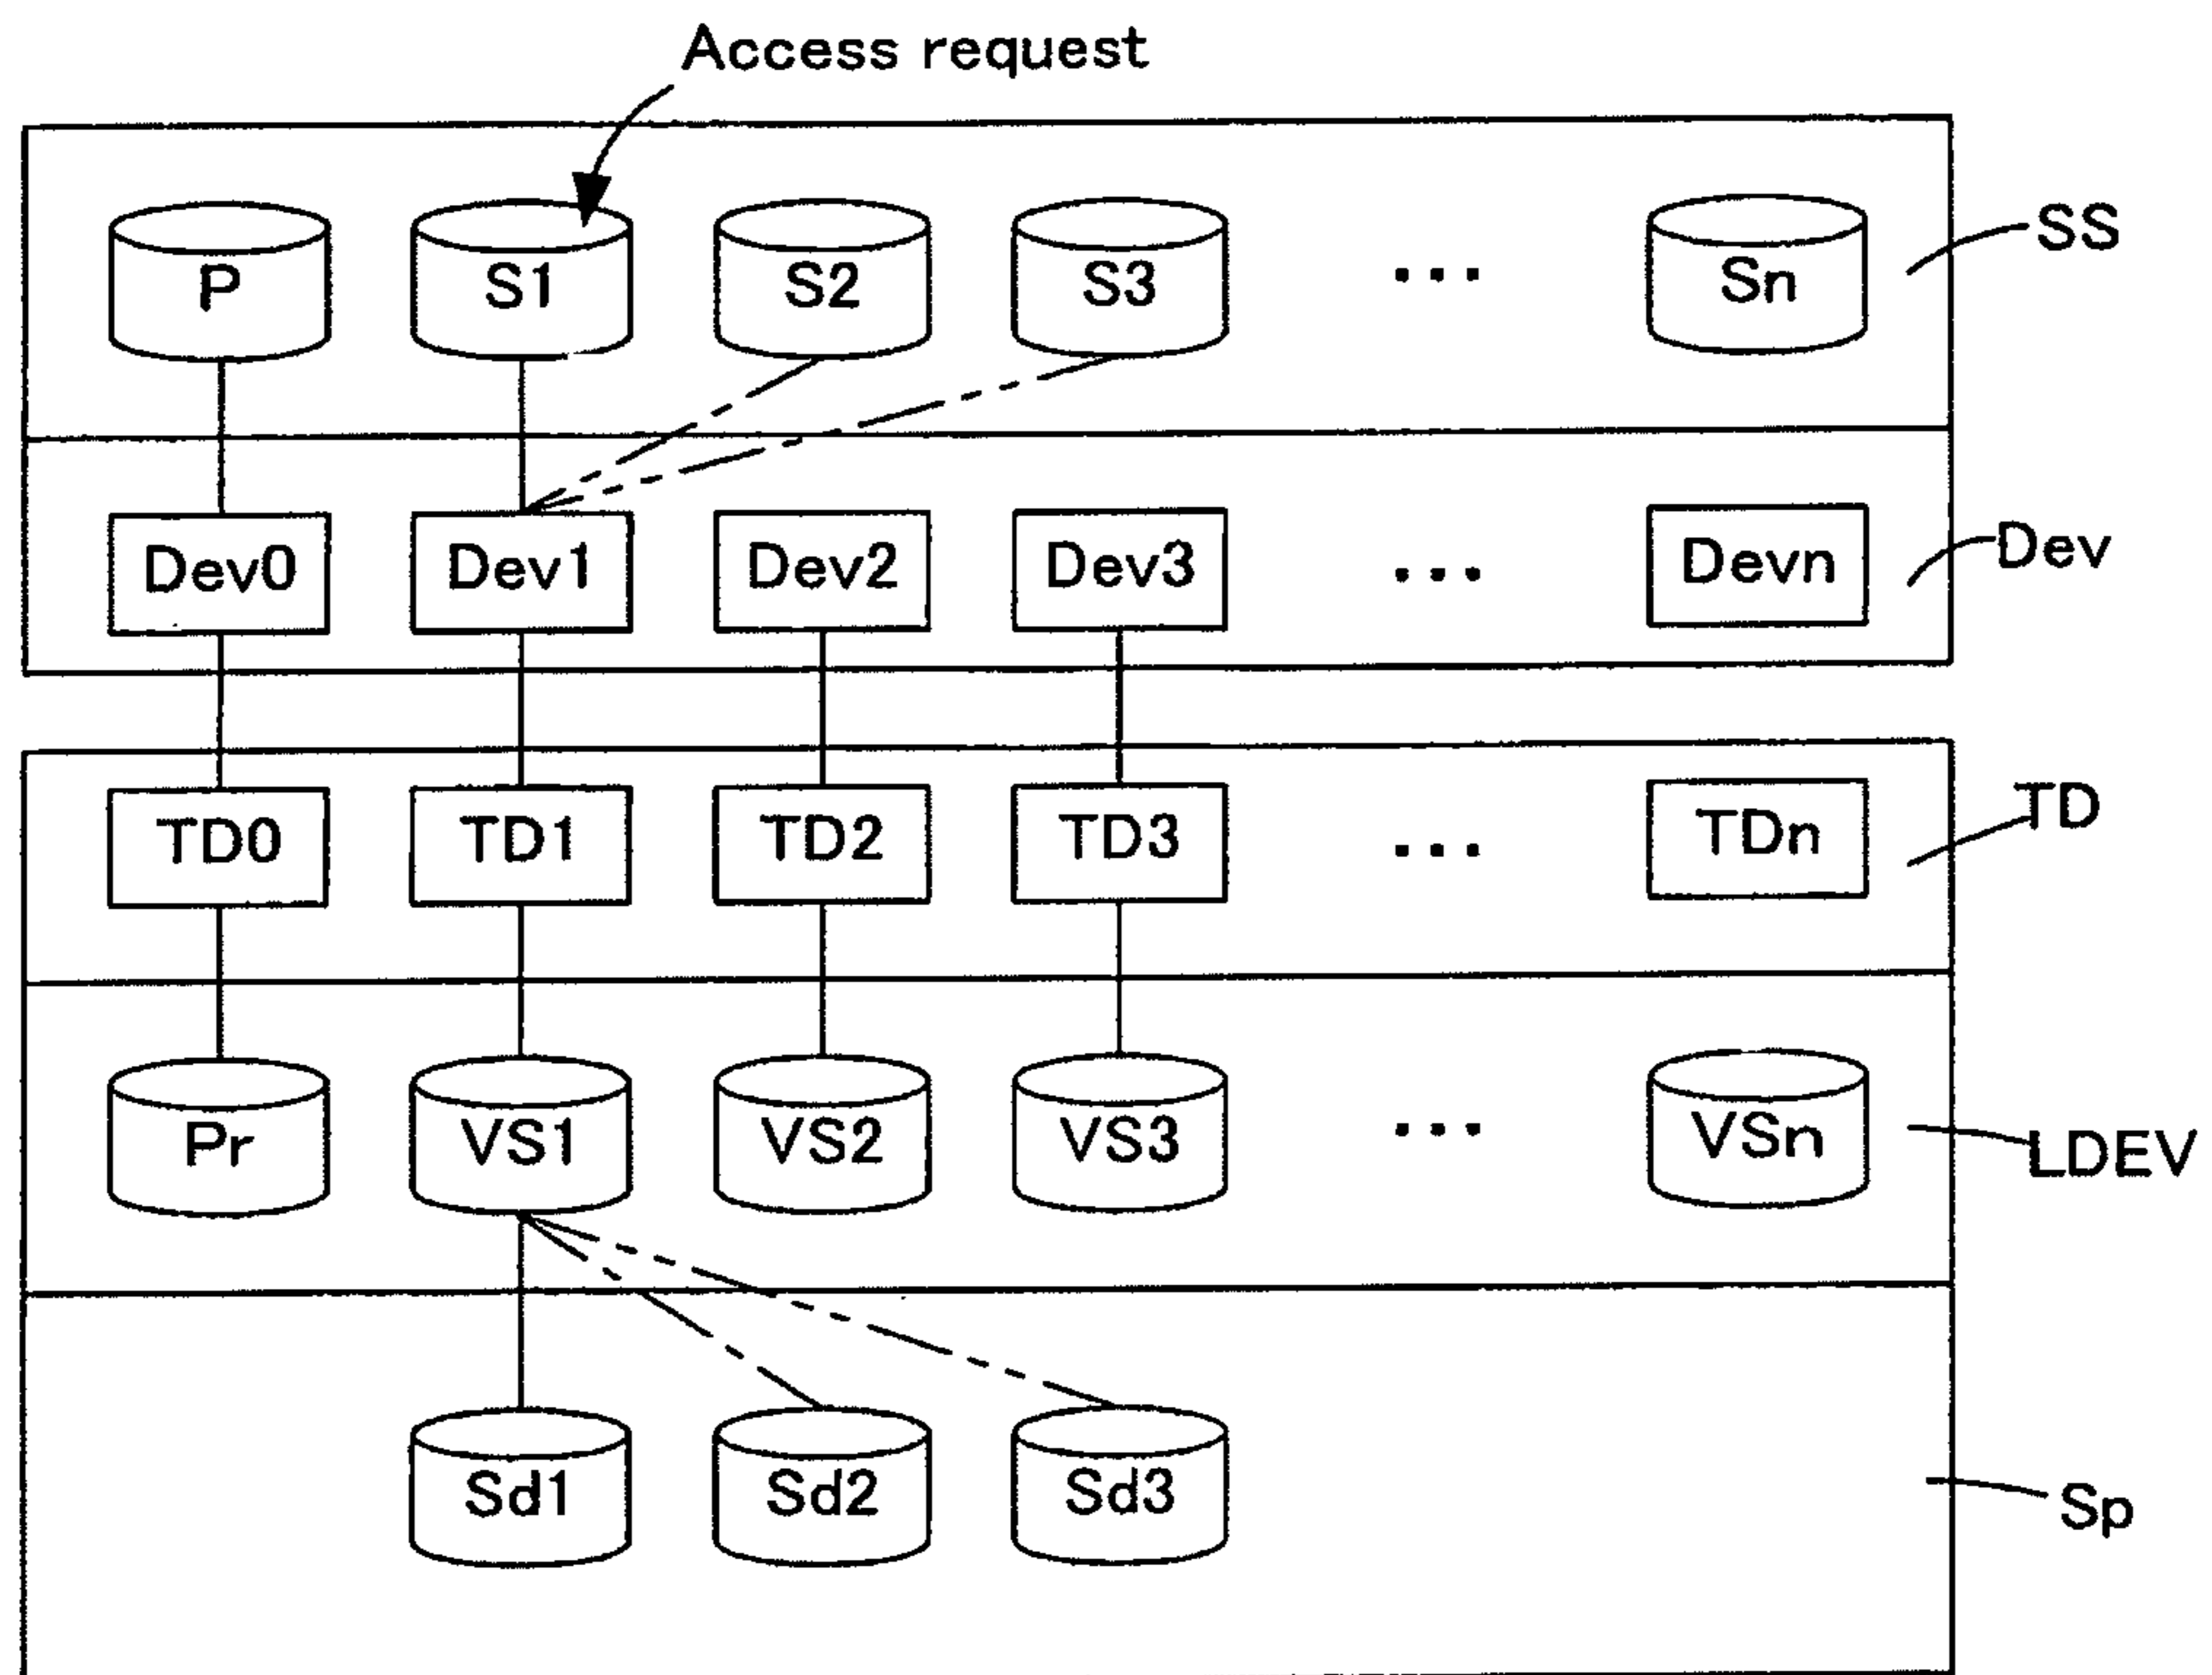 Access request
P S1 S2 S3 ... Sn SS
Dev0 Dev1 Dev2 Dev3 ... Devn Dev
TD0 TD1 TD2 TD3 ... TDn TD
Pr VS1 VS2 VS3 ... VSn LDEV
Sd1 Sd2 Sd3 Sp